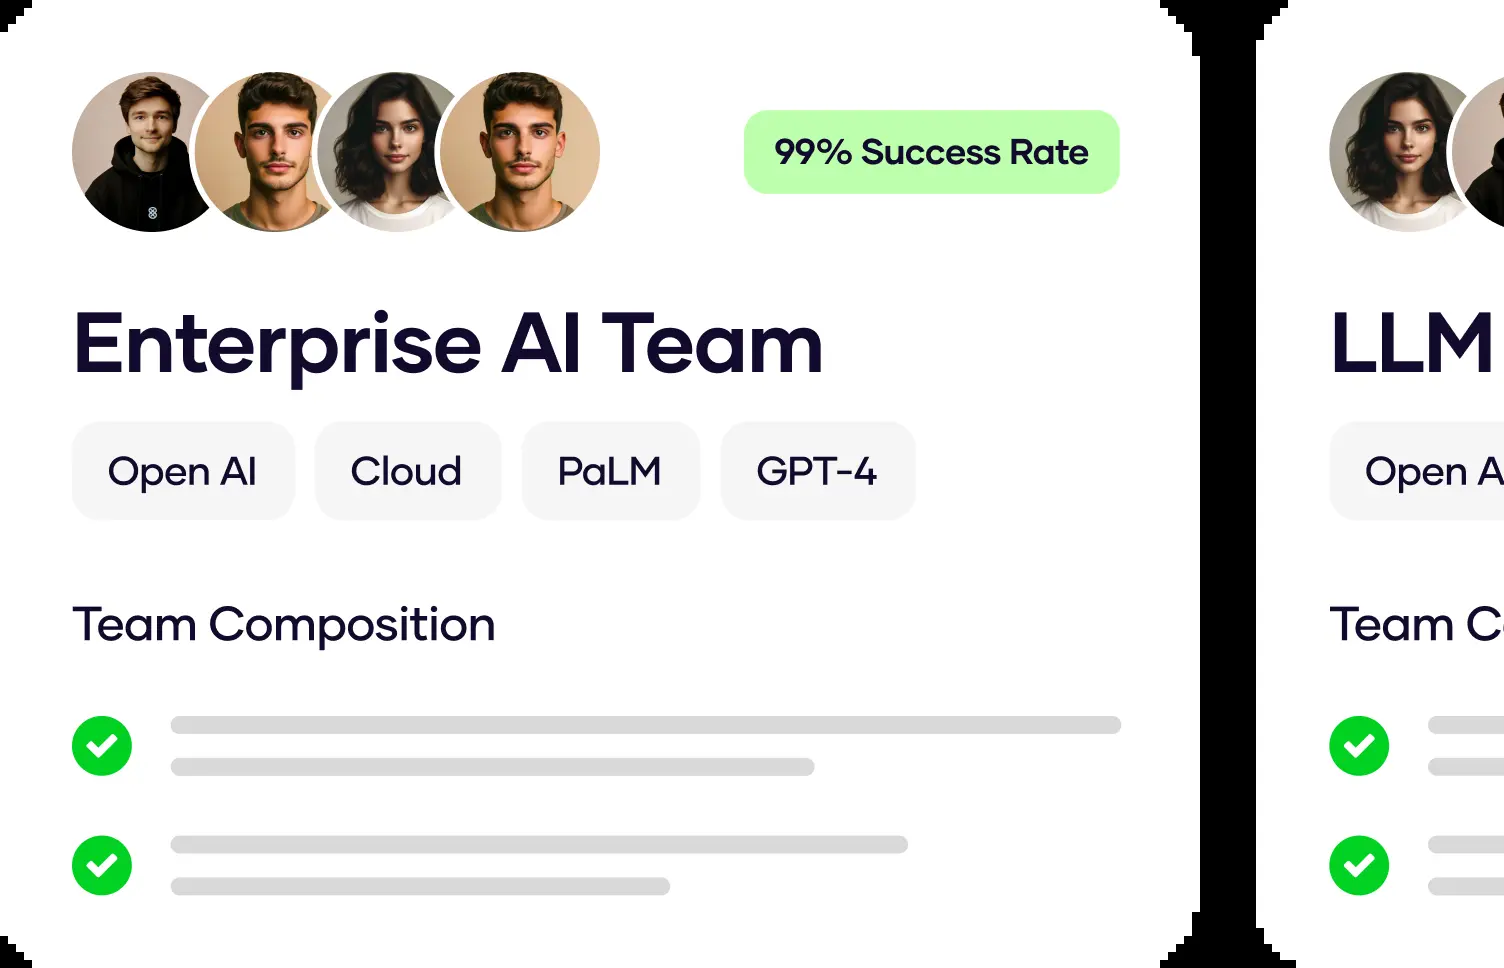 99% Success Rate
Enterprise AI Team
Open AI
Cloud
PaLM
GPT-4
Team Composition
LLM
Open A
Team C